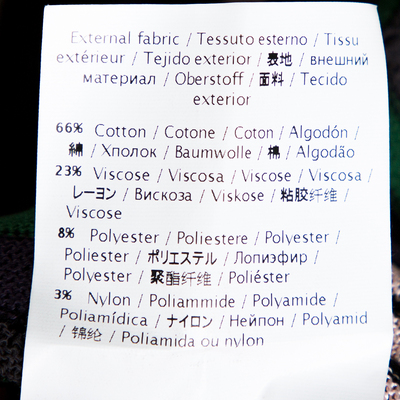 External fabric / Tessuto esterno / Tissu
extérieur / Tejido exterior / 表地 / внешний
материал / Oberstoff / 面料 / Tecido
exterior
66% Cotton / Cotone / Coton / Algodón /
綿 / Хполок / Baumwolle / 棉 / Algodão
23% Viscose / Viscosa / Viscose / Viscosa /
レーヨン / Вискоза / Viskose / 粘胶纤维 /
Viscose
8% Polyester / Poliestere / Polyester /
Poliester / ポリエステル / Лопиэфир /
Polyester / 聚酯纤维 / Poliéster
3% Nylon / Poliammide / Polyamide /
Poliamídica / ナイロン / Нейпон / Polyamid
/ 锦纶 / Poliamida ou nylon